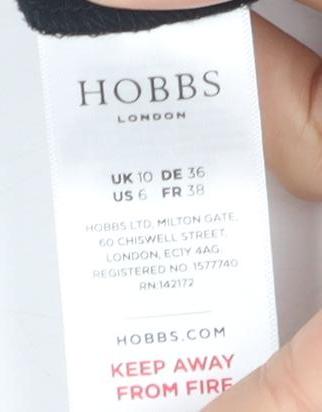 HOBBS
LONDON
UK 10 DE 36
US 6 FR 38
HOBBS LTD, MILTON GATE,
60 CHISWELL STREET,
LONDON, EC1Y 4AG.
REGISTERED NO. 1577740
RN:142172
HOBBS.COM
KEEP AWAY
FROM FIRE